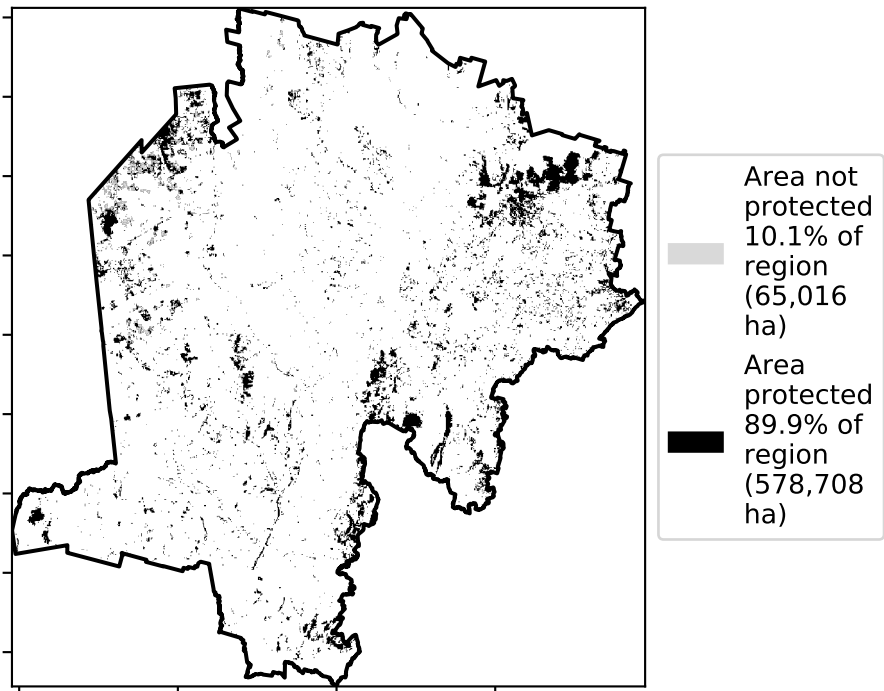 Area not
protected
10.1% of
region
(65,016
ha)
Area
protected
89.9% of
region
(578,708
ha)